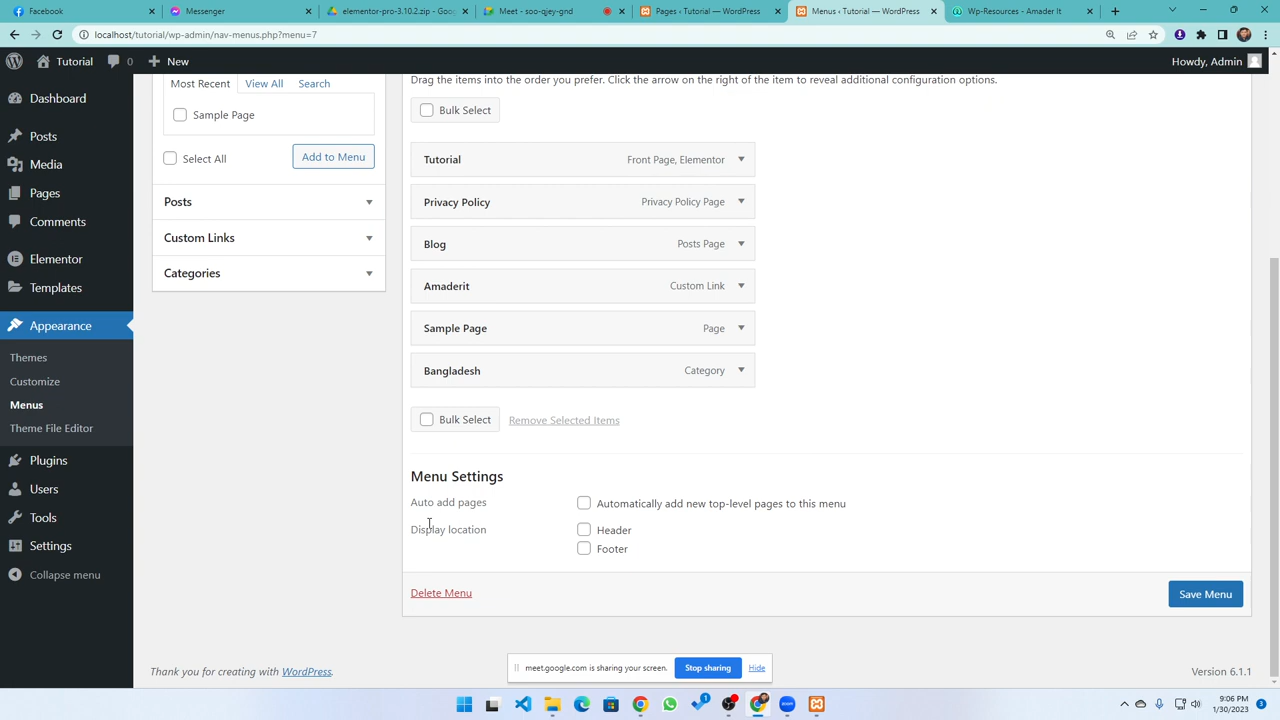 Facebook
Messenger
elementor-pro-3.10.2.zip - Goog
Meet - soo-qjey-gnd
Pages ‹ Tutorial — WordPress
Menus ‹ Tutorial — WordPress
Wp-Resources - Amader It
localhost/tutorial/wp-admin/nav-menus.php?menu=7
Tutorial
0
New
Howdy, Admin
Dashboard
Posts
Media
Pages
Comments
Elementor
Templates
Appearance
Themes
Customize
Menus
Theme File Editor
Plugins
Users
Tools
Settings
Collapse menu
Most Recent View All Search
Sample Page
Select All Add to Menu
Posts
Custom Links
Categories
Drag the items into the order you prefer. Click the arrow on the right of the item to reveal additional configuration options.
Bulk Select
Tutorial Front Page, Elementor
Privacy Policy Privacy Policy Page
Blog Posts Page
Amaderit Custom Link
Sample Page Page
Bangladesh Category
Bulk Select Remove Selected Items
Menu Settings
Auto add pages Automatically add new top-level pages to this menu
Display location Header
Footer
Delete Menu Save Menu
Thank you for creating with WordPress. Version 6.1.1
meet.google.com is sharing your screen. Stop sharing Hide
9:06 PM
1/30/2023